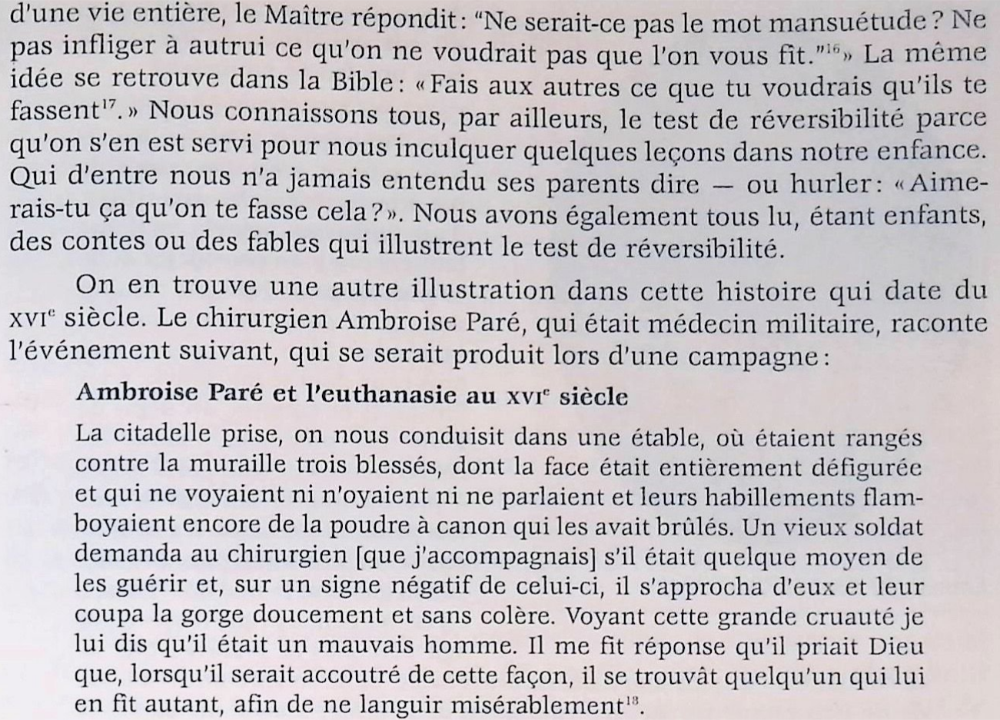 d'une vie entière, le Maître répondit : “Ne serait-ce pas le mot mansuétude ? Ne
pas infliger à autrui ce qu'on ne voudrait pas que l'on vous fît.”¹⁶» La même
idée se retrouve dans la Bible : « Fais aux autres ce que tu voudrais qu'ils te
fassent¹⁷. » Nous connaissons tous, par ailleurs, le test de réversibilité parce
qu'on s'en est servi pour nous inculquer quelques leçons dans notre enfance.
Qui d'entre nous n'a jamais entendu ses parents dire — ou hurler : « Aime-
rais-tu ça qu'on te fasse cela ? ». Nous avons également tous lu, étant enfants,
des contes ou des fables qui illustrent le test de réversibilité.
On en trouve une autre illustration dans cette histoire qui date du
XVIᵉ siècle. Le chirurgien Ambroise Paré, qui était médecin militaire, raconte
l'événement suivant, qui se serait produit lors d'une campagne :
Ambroise Paré et l'euthanasie au XVIᵉ siècle
La citadelle prise, on nous conduisit dans une étable, où étaient rangés
contre la muraille trois blessés, dont la face était entièrement défigurée
et qui ne voyaient ni n'oyaient ni ne parlaient et leurs habillements flam-
boyaient encore de la poudre à canon qui les avait brûlés. Un vieux soldat
demanda au chirurgien [que j'accompagnais] s'il était quelque moyen de
les guérir et, sur un signe négatif de celui-ci, il s'approcha d'eux et leur
coupa la gorge doucement et sans colère. Voyant cette grande cruauté je
lui dis qu'il était un mauvais homme. Il me fit réponse qu'il priait Dieu
que, lorsqu'il serait accoutré de cette façon, il se trouvât quelqu'un qui lui
en fît autant, afin de ne languir misérablement¹⁸.